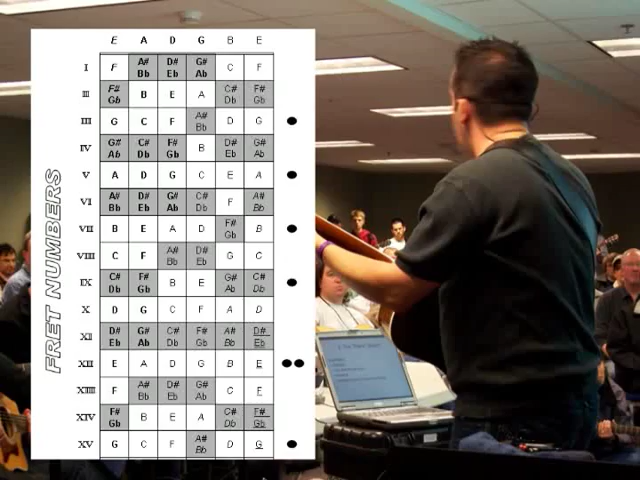 E A D G B E
I F A# D# G# C F
Bb Eb Ab
II F# B E A C# F#
Gb Db Gb
III G C F A# D G
Bb
IV G# C# F# B D# G#
Ab Db Gb Eb Ab
V A D G C E A
VI A# D# G# C# F A#
Bb Eb Ab Db Bb
VII B E A D F# B
Gb
VIII C F A# D# G C
Bb Eb
IX C# F# B E G# C#
Db Gb Ab Db
X D G C F A D
XI D# G# C# F# A# D#
Eb Ab Db Gb Bb Eb
XII E A D G B E
XIII F A# D# G# C F
Bb Eb Ab
XIV F# B E A C# F#
Gb Db Gb
XV G C F A# D G
Bb
FRET NUMBERS